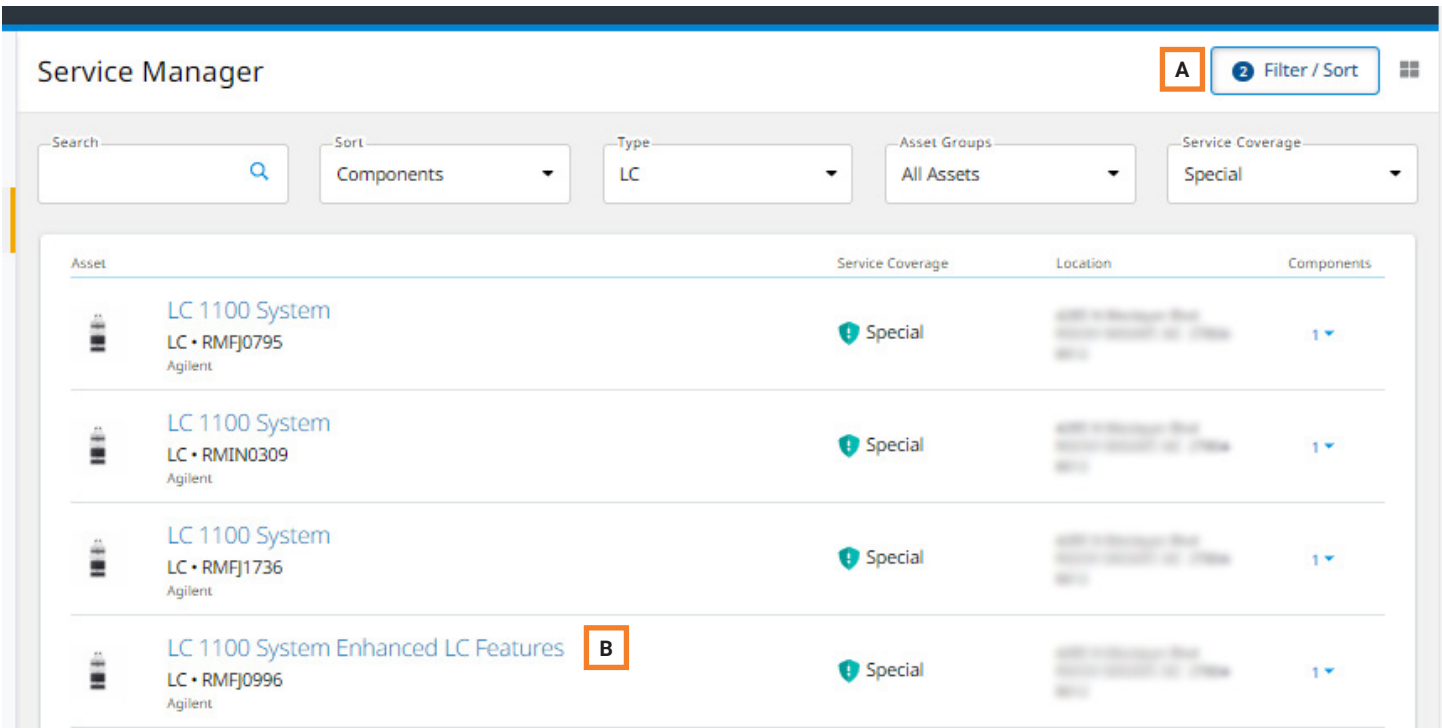 Service Manager
A
2 Filter / Sort
Search
Sort
Components
Type
LC
Asset Groups
All Assets
Service Coverage
Special
Asset Service Coverage Location Components
LC 1100 System
LC • RMFJ0795
Agilent
Special
1
LC 1100 System
LC • RMIN0309
Agilent
Special
1
LC 1100 System
LC • RMFJ1736
Agilent
Special
1
LC 1100 System Enhanced LC Features B
LC • RMFJ0996
Agilent
Special
1